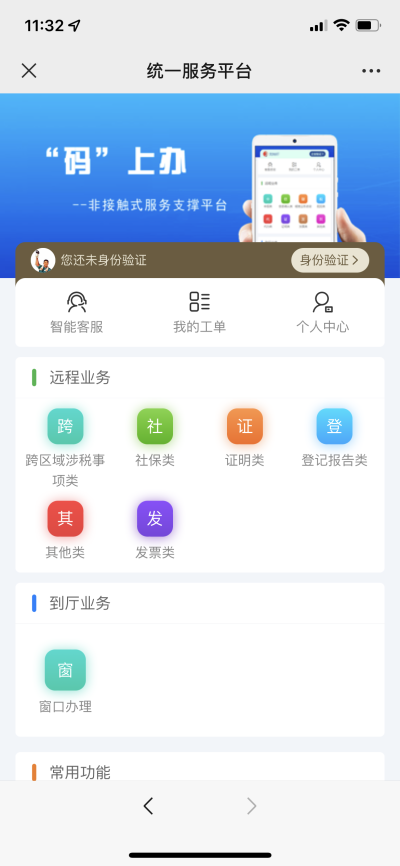 11:32
统一服务平台
“码”上办
--非接触式服务支撑平台
您还未身份验证
身份验证
智能客服
我的工单
个人中心
远程业务
跨
社
证
登
跨区域涉税事
项类
社保类
证明类
登记报告类
其
发
其他类
发票类
到厅业务
窗
窗口办理
常用功能